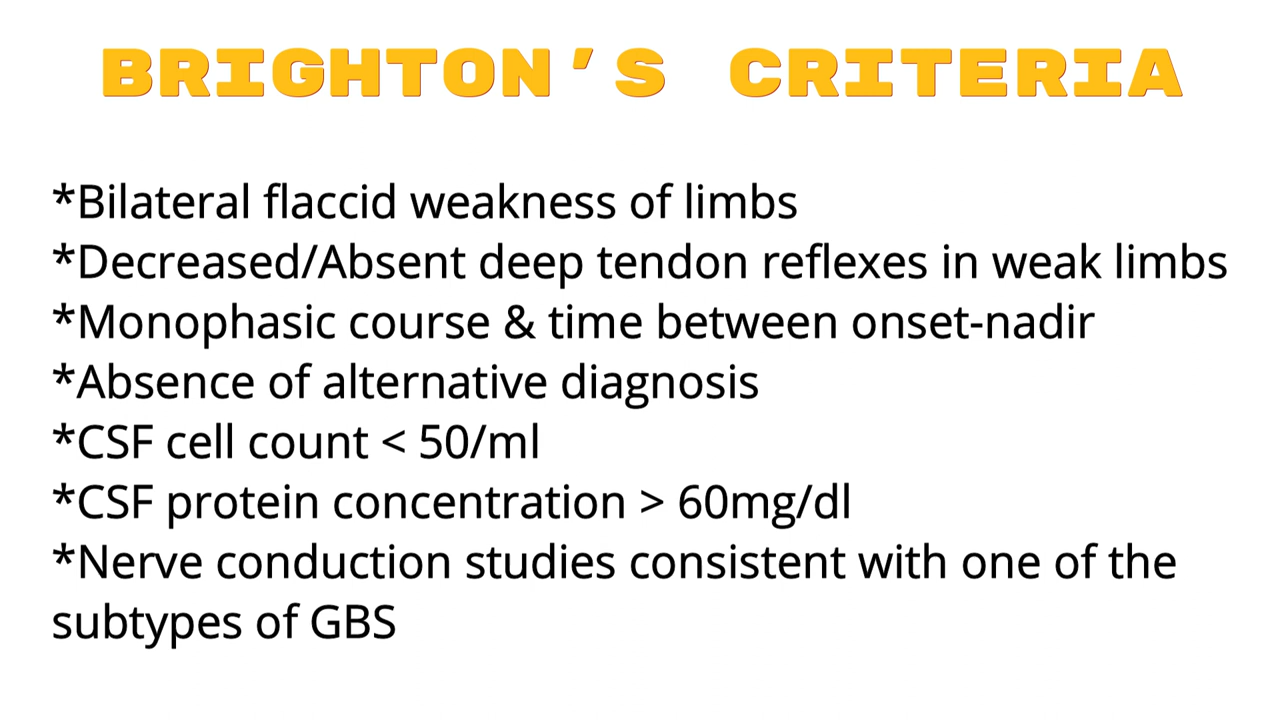 BRIGHTON'S CRITERIA
*Bilateral flaccid weakness of limbs
*Decreased/Absent deep tendon reflexes in weak limbs
*Monophasic course & time between onset-nadir
*Absence of alternative diagnosis
*CSF cell count < 50/ml
*CSF protein concentration > 60mg/dl
*Nerve conduction studies consistent with one of the
subtypes of GBS